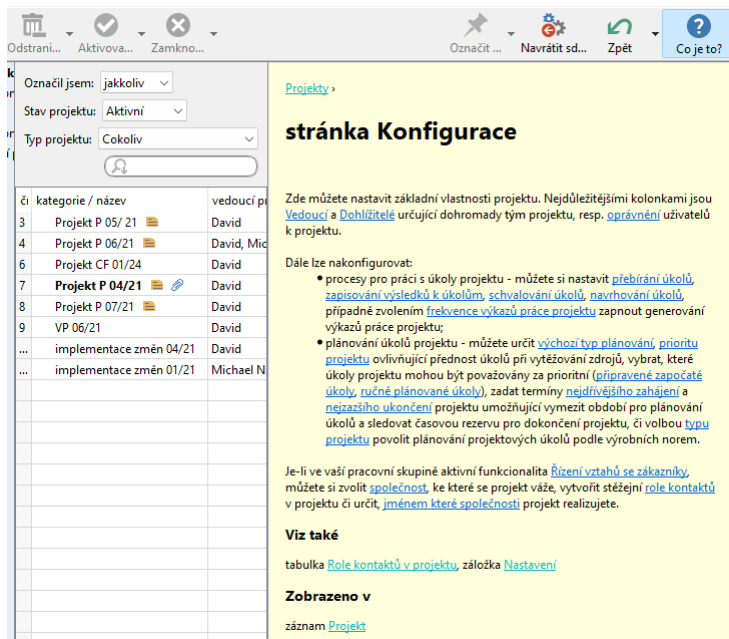 Odstrani... Aktivova... Zamkno... Označit ... Navrátit sd... Zpět Co je to?
Označil jsem: jakkoliv
Stav projektu: Aktivní
Typ projektu: Cokoliv
kategorie / název vedoucí
3 Projekt P 05/ 21 David
4 Projekt P 06/21 David, Mic
6 Projekt CF 01/24 David
7 Projekt P 04/21 David
8 Projekt P 07/21 David
9 VP 06/21 David
... implementace změn 04/21 David
... implementace změn 01/21 Michael N
Projekty ›
stránka Konfigurace
Zde můžete nastavit základní vlastnosti projektu. Nejdůležitějšími kolonkami jsou
Vedoucí a Dohlížitelé určující dohromady tým projektu, resp. oprávnění uživatelů
k projektu.
Dále lze nakonfigurovat:
● procesy pro práci s úkoly projektu - můžete si nastavit přebírání úkolů,
zapisování výsledků k úkolům, schvalování úkolů, navrhování úkolů,
případně zvolením frekvence výkazů práce projektu zapnout generování
výkazů práce projektu;
● plánování úkolů projektu - můžete určit výchozí typ plánování, prioritu
projektu ovlivňující přednost úkolů při vytěžování zdrojů, vybrat, které
úkoly projektu mohou být považovány za prioritní (připravené započaté
úkoly, ručně plánované úkoly), zadat termíny nejdřívějšího zahájení a
nejzazšího ukončení projektu umožňující vymezit období pro plánování
úkolů a sledovat časovou rezervu pro dokončení projektu, či volbou typu
projektu povolit plánování projektových úkolů podle výrobních norem.
Je-li ve vaší pracovní skupině aktivní funkcionalita Řízení vztahů se zákazníky,
můžete si zvolit společnost, ke které se projekt váže, vytvořit stěžejní role kontaktů
v projektu či určit, jménem které společnosti projekt realizujete.
Viz také
tabulka Role kontaktů v projektu, záložka Nastavení
Zobrazeno v
záznam Projekt